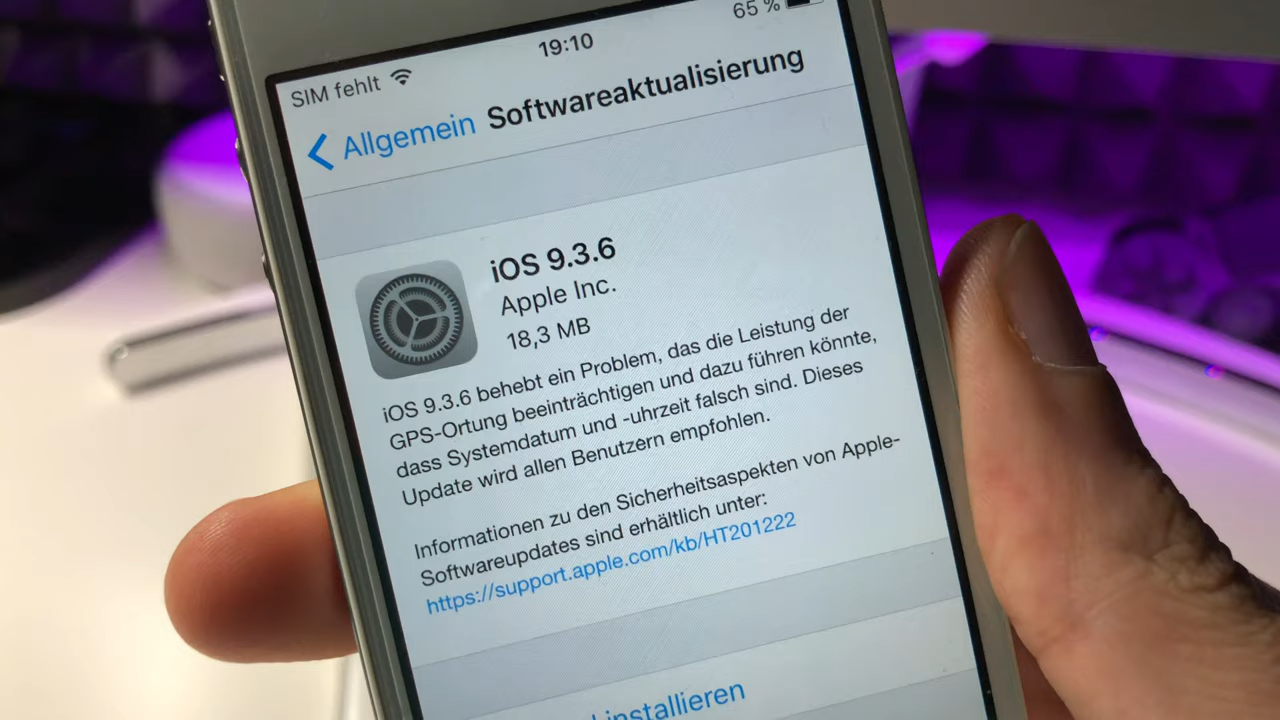 65 %
19:10
SIM fehlt
Allgemein Softwareaktualisierung
iOS 9.3.6
Apple Inc.
18,3 MB
iOS 9.3.6 behebt ein Problem, das die Leistung der
GPS-Ortung beeinträchtigen und dazu führen könnte,
dass Systemdatum und -uhrzeit falsch sind. Dieses
Update wird allen Benutzern empfohlen.
Informationen zu den Sicherheitsaspekten von Apple-
Softwareupdates sind erhältlich unter:
https://support.apple.com/kb/HT201222
installieren